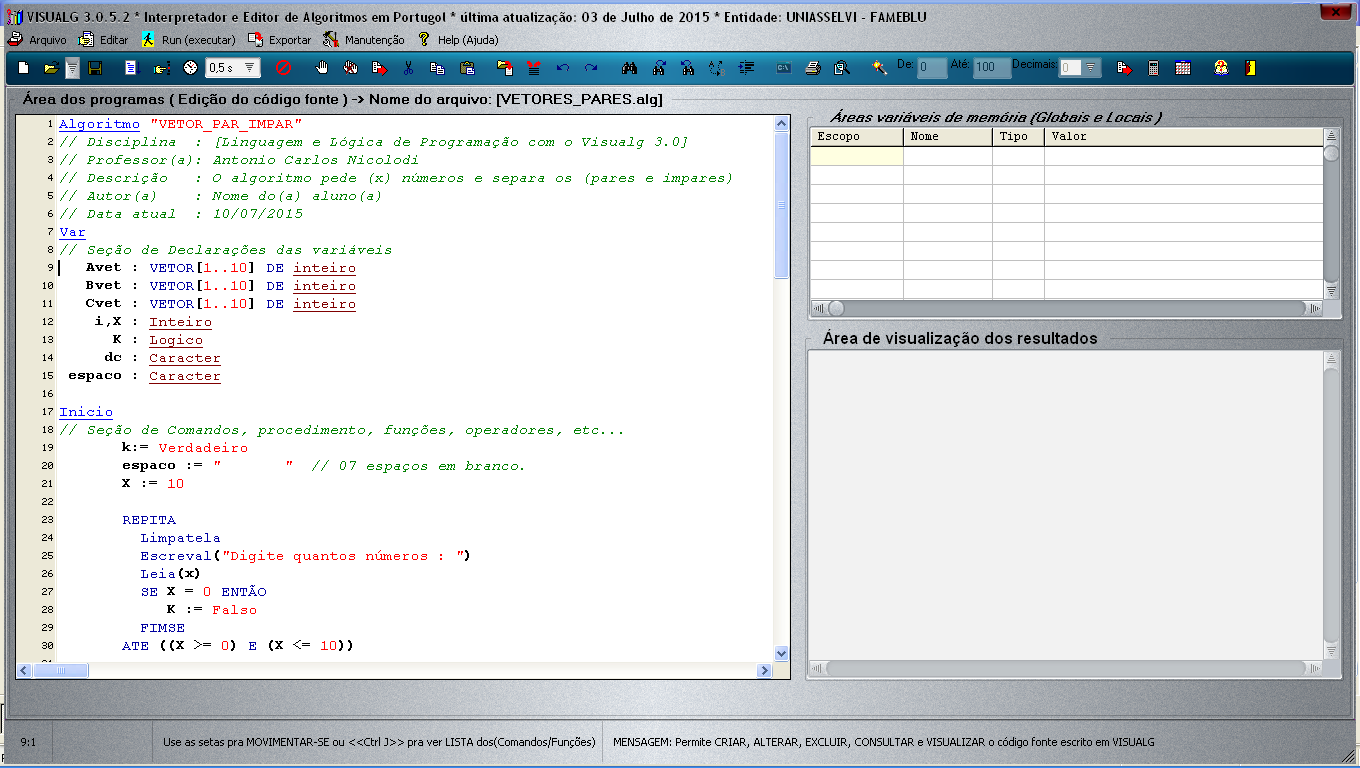 VISUALG 3.0.5.2 * Interpretador e Editor de Algoritmos em Portugol * última atualização: 03 de Julho de 2015 * Entidade: UNIASSELVI - FAMEBLU
Arquivo Editar Run (executar) Exportar Manutenção Help (Ajuda)
0,5 s De: 0 Até: 100 Decimais: 0
Área dos programas ( Edição do código fonte ) -> Nome do arquivo: [VETORES_PARES.alg]
1 Algoritmo "VETOR_PAR_IMPAR"
2 // Disciplina : [Linguagem e Lógica de Programação com o Visualg 3.0]
3 // Professor(a): Antonio Carlos Nicolodi
4 // Descrição : O algoritmo pede (x) números e separa os (pares e impares)
5 // Autor(a) : Nome do(a) aluno(a)
6 // Data atual : 10/07/2015
7 Var
8 // Seção de Declarações das variáveis
9 Avet : VETOR[1..10] DE inteiro
10 Bvet : VETOR[1..10] DE inteiro
11 Cvet : VETOR[1..10] DE inteiro
12 i,X : Inteiro
13 K : Logico
14 dc : Caracter
15 espaco : Caracter
16
17 Inicio
18 // Seção de Comandos, procedimento, funções, operadores, etc...
19 k:= Verdadeiro
20 espaco := "       " // 07 espaços em branco.
21 X := 10
22
23 REPITA
24 Limpatela
25 Escreval("Digite quantos números : ")
26 Leia(x)
27 SE X = 0 ENTÃO
28 K := Falso
29 FIMSE
30 ATE ((X >= 0) E (X <= 10))
Áreas variáveis de memória (Globais e Locais )
Escopo Nome Tipo Valor
Área de visualização dos resultados
9:1 Use as setas pra MOVIMENTAR-SE ou <<Ctrl J>> pra ver LISTA dos(Comandos/Funções) MENSAGEM: Permite CRIAR, ALTERAR, EXCLUIR, CONSULTAR e VISUALIZAR o código fonte escrito em VISUALG